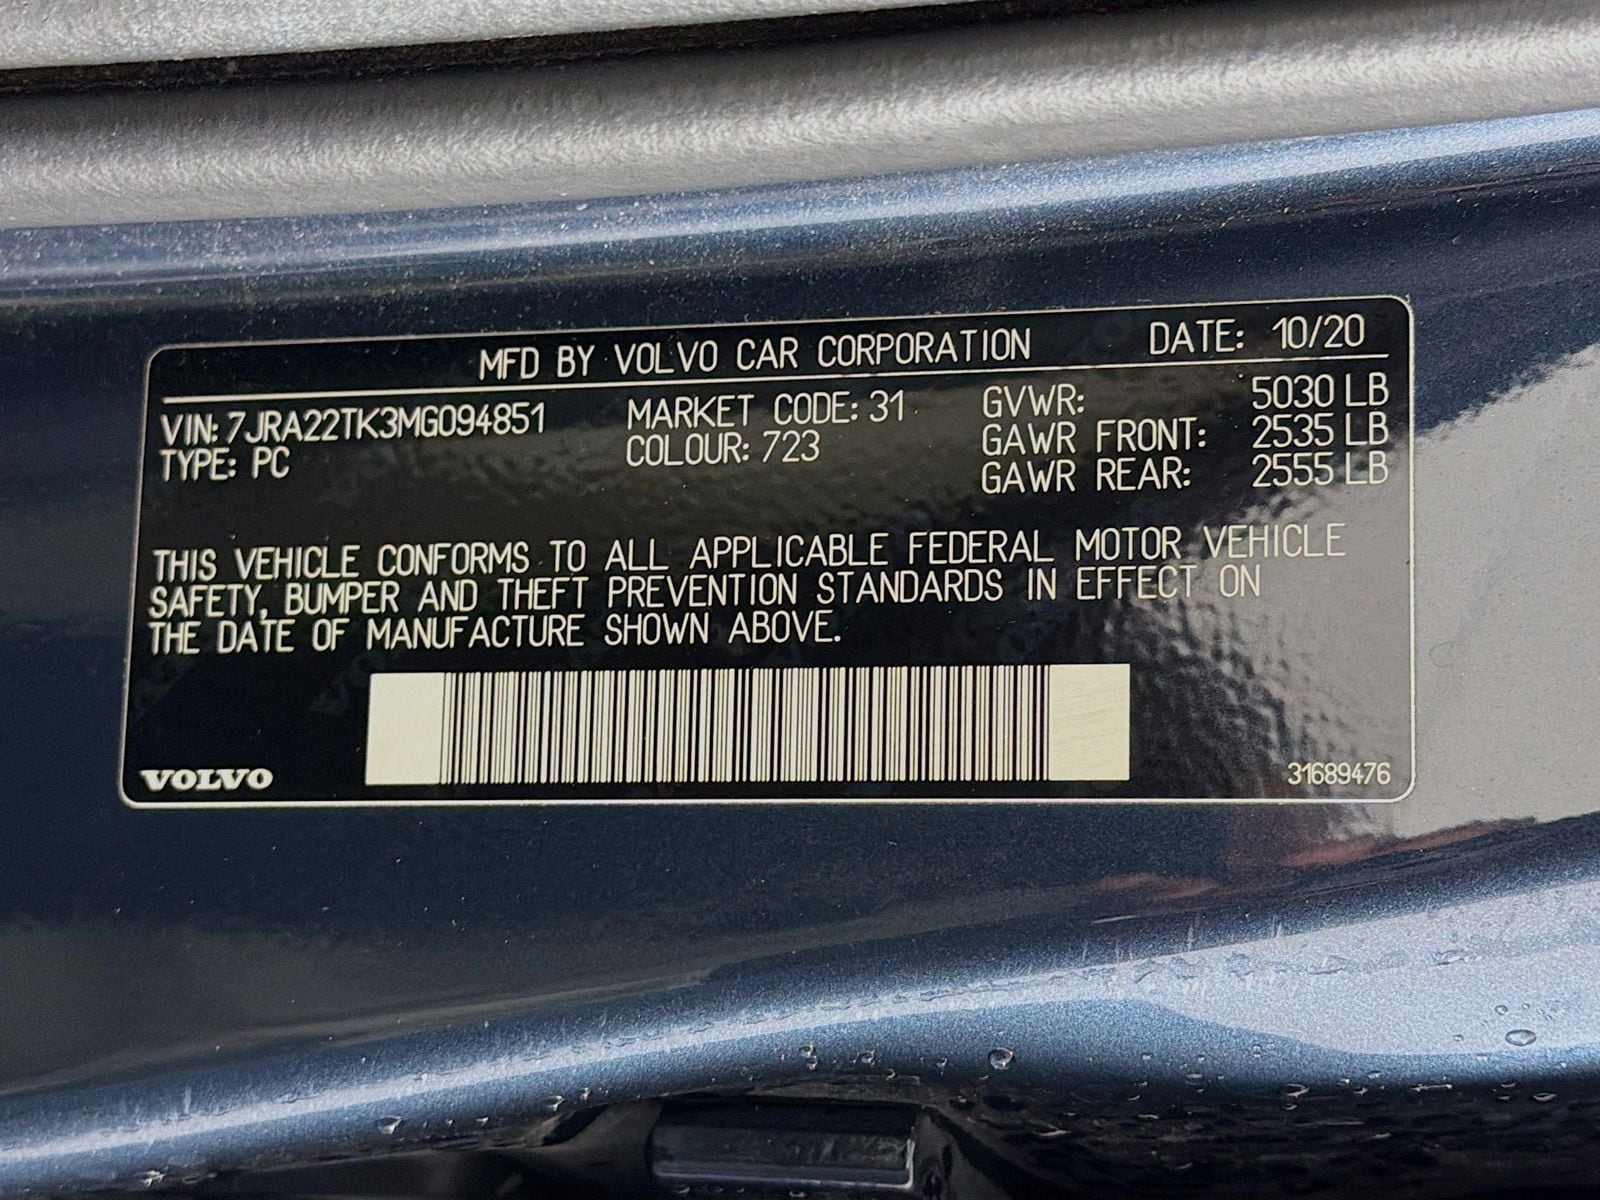 MFD BY VOLVO CAR CORPORATION DATE: 10/20
VIN: 7JRA22TK3MG094851 MARKET CODE: 31 GVWR: 5030 LB
TYPE: PC COLOUR: 723 GAWR FRONT: 2535 LB
GAWR REAR: 2555 LB
THIS VEHICLE CONFORMS TO ALL APPLICABLE FEDERAL MOTOR VEHICLE
SAFETY, BUMPER AND THEFT PREVENTION STANDARDS IN EFFECT ON
THE DATE OF MANUFACTURE SHOWN ABOVE.
VOLVO 31689476